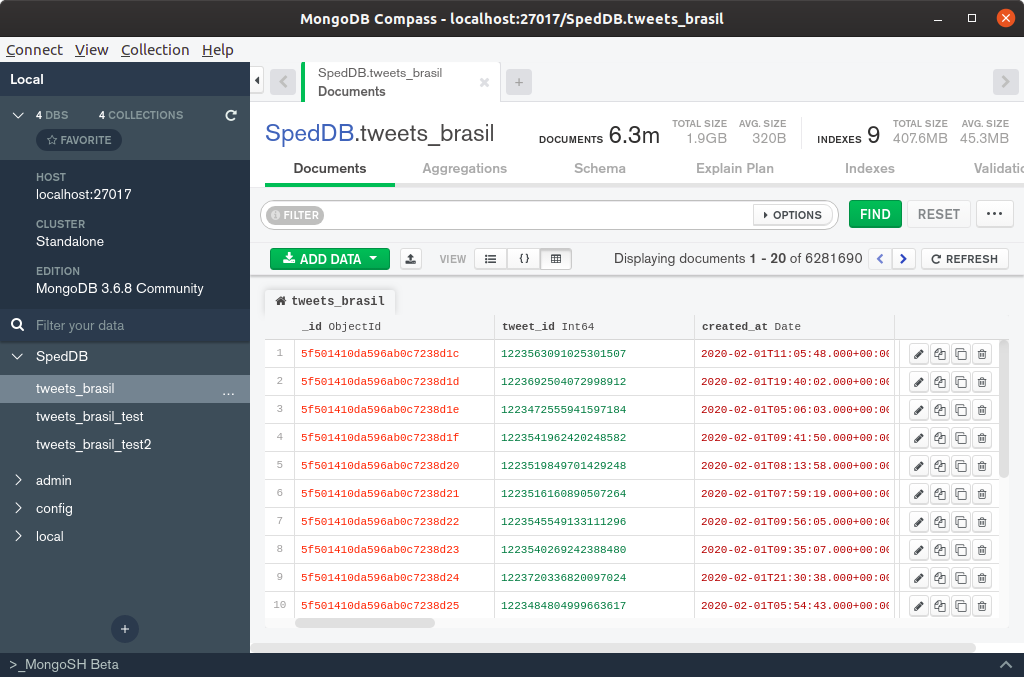 MongoDB Compass - localhost:27017/SpedDB.tweets_brasil
Connect View Collection Help
Local
4 DBS 4 COLLECTIONS
FAVORITE
HOST
localhost:27017
CLUSTER
Standalone
EDITION
MongoDB 3.6.8 Community
Filter your data
SpedDB
tweets_brasil ...
tweets_brasil_test
tweets_brasil_test2
admin
config
local
+
SpedDB.tweets_brasil
Documents
+
SpedDB.tweets_brasil
DOCUMENTS 6.3m TOTAL SIZE 1.9GB AVG. SIZE 320B INDEXES 9 TOTAL SIZE 407.6MB AVG. SIZE 45.3MB
Documents Aggregations Schema Explain Plan Indexes Validatio
FILTER OPTIONS FIND RESET ...
ADD DATA VIEW {} Displaying documents 1 - 20 of 6281690 < > REFRESH
tweets_brasil
_id ObjectId tweet_id Int64 created_at Date
1 5f501410da596ab0c7238d1c 1223563091025301507 2020-02-01T11:05:48.000+00:00
2 5f501410da596ab0c7238d1d 1223692504072998912 2020-02-01T19:40:02.000+00:00
3 5f501410da596ab0c7238d1e 1223472555941597184 2020-02-01T05:06:03.000+00:00
4 5f501410da596ab0c7238d1f 1223541962420248582 2020-02-01T09:41:50.000+00:00
5 5f501410da596ab0c7238d20 1223519849701429248 2020-02-01T08:13:58.000+00:00
6 5f501410da596ab0c7238d21 1223516160890507264 2020-02-01T07:59:19.000+00:00
7 5f501410da596ab0c7238d22 1223545549133111296 2020-02-01T09:56:05.000+00:00
8 5f501410da596ab0c7238d23 1223540269242388480 2020-02-01T09:35:07.000+00:00
9 5f501410da596ab0c7238d24 1223720336820097024 2020-02-01T21:30:38.000+00:00
10 5f501410da596ab0c7238d25 1223484804999663617 2020-02-01T05:54:43.000+00:00
>_MongoSH Beta